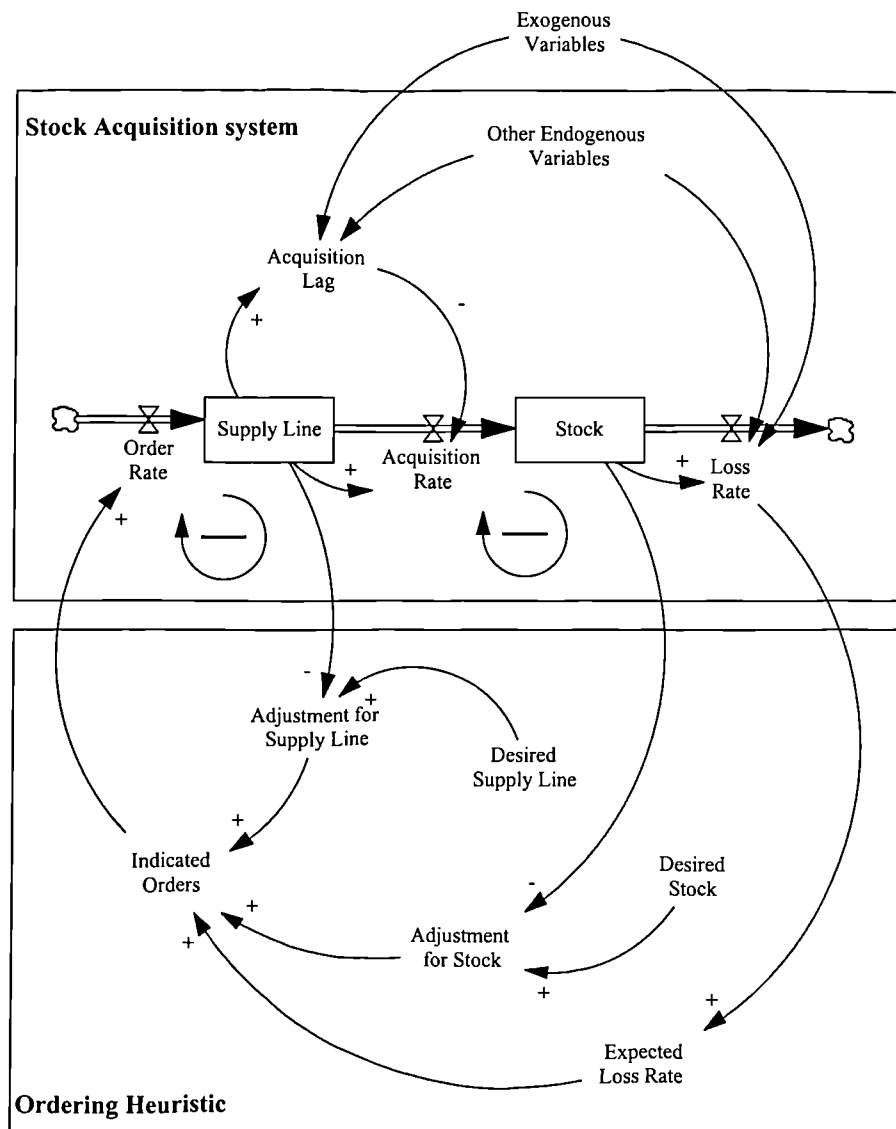 Exogenous
Variables
Stock Acquisition system
Other Endogenous
Variables
Acquisition
Lag
-
+
Supply Line
Stock
Order
Rate
+
Acquisition
Rate
+
Loss
Rate
+
-
Adjustment for
Supply Line
+
Desired
Supply Line
+
Indicated
Orders
-
Desired
Stock
+
Adjustment
for Stock
+
+
+
Expected
Loss Rate
Ordering Heuristic